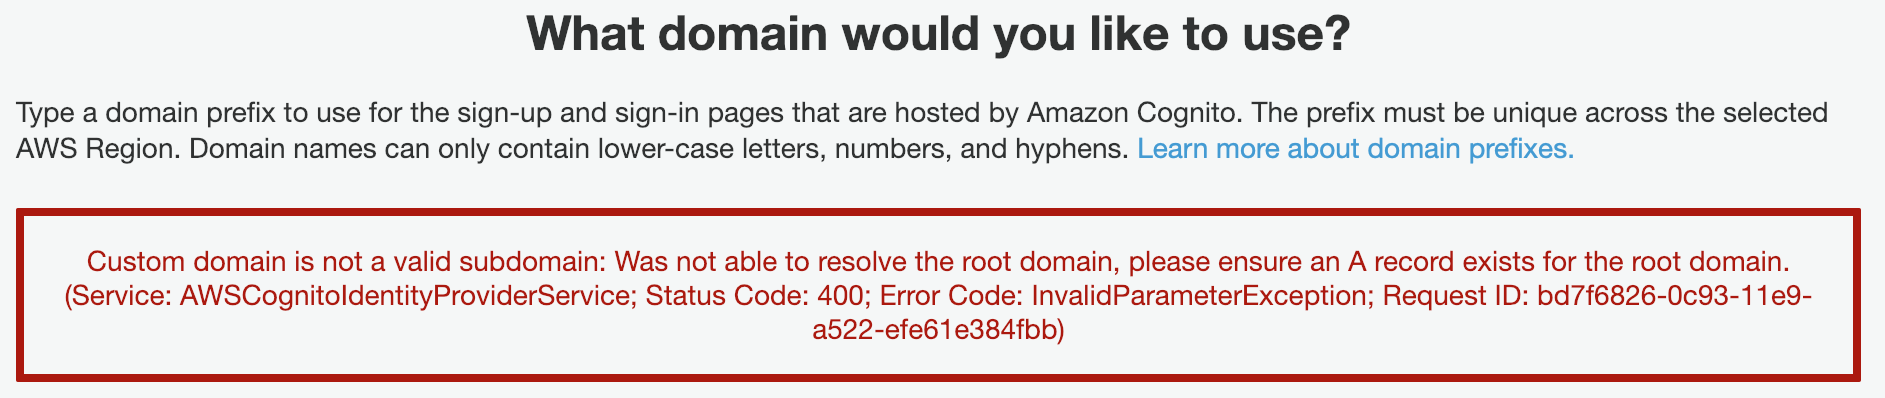 What domain would you like to use?
Type a domain prefix to use for the sign-up and sign-in pages that are hosted by Amazon Cognito. The prefix must be unique across the selected
AWS Region. Domain names can only contain lower-case letters, numbers, and hyphens. Learn more about domain prefixes.
Custom domain is not a valid subdomain: Was not able to resolve the root domain, please ensure an A record exists for the root domain.
(Service: AWSCognitoIdentityProviderService; Status Code: 400; Error Code: InvalidParameterException; Request ID: bd7f6826-0c93-11e9-
a522-efe61e384fbb)